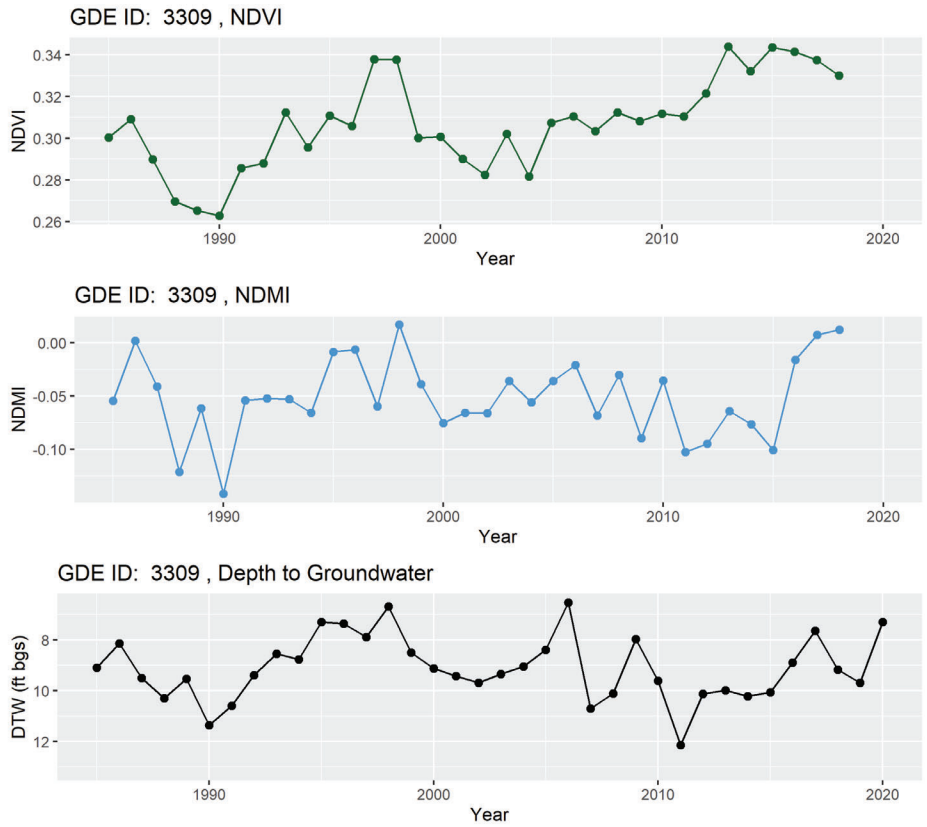 GDE ID:  3309 , NDVI
0.34
0.32
0.30
0.28
0.26
NDVI
1990
2000
2010
2020
Year
GDE ID:  3309 , NDMI
0.00
-0.05
-0.10
NDMI
1990
2000
2010
2020
Year
GDE ID:  3309 , Depth to Groundwater
8
10
12
DTW (ft bgs)
1990
2000
2010
2020
Year